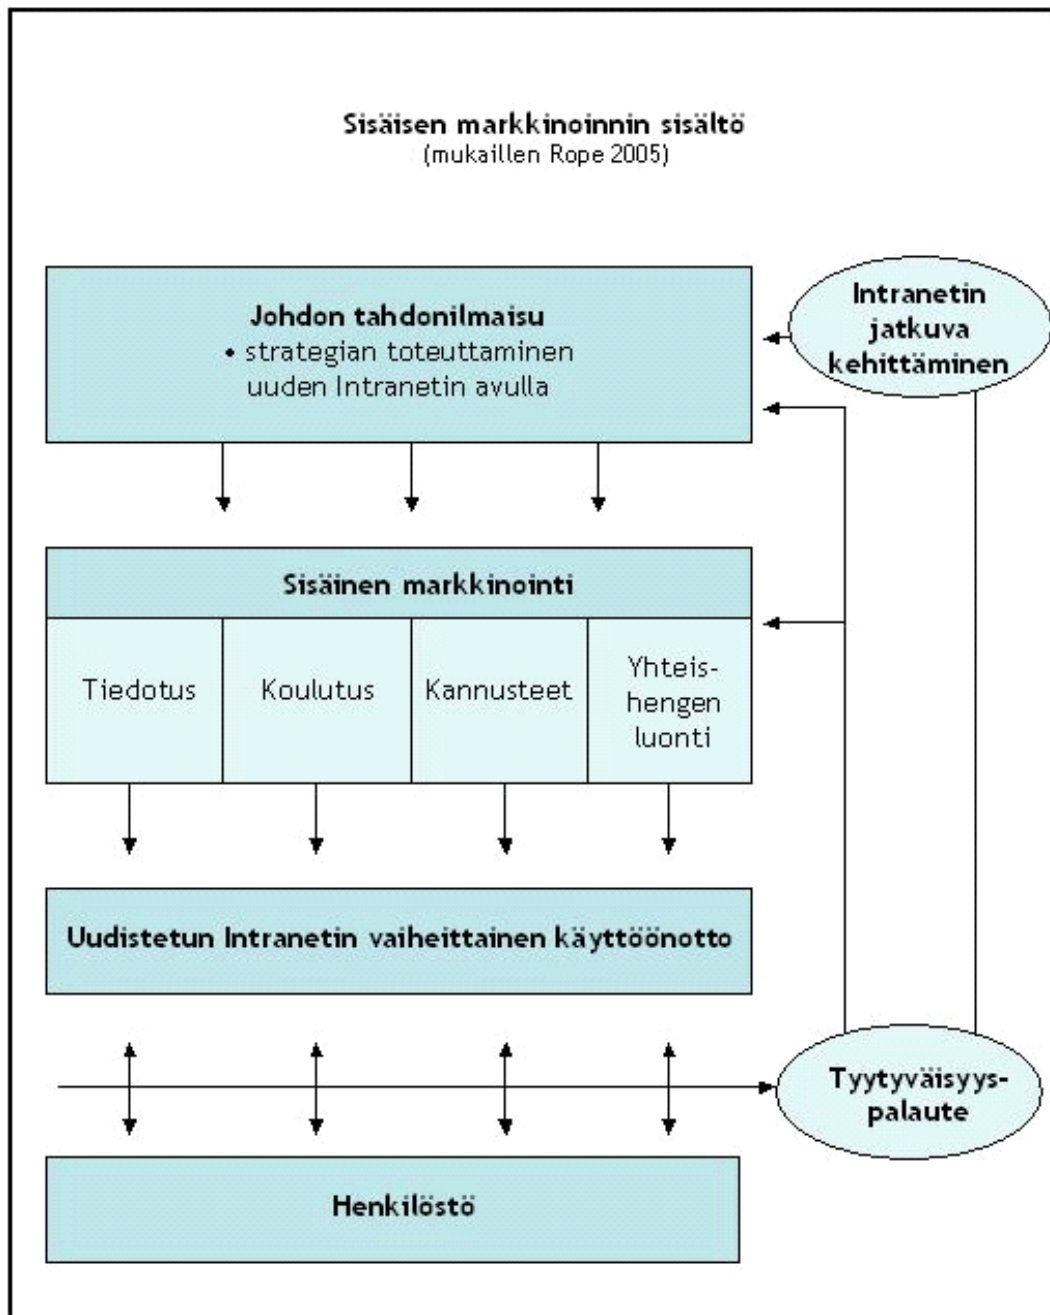 Sisäisen markkinoinnin sisältö
(mukaillen Rope 2005)
Johdon tahdonilmaisu
• strategian toteuttaminen
uuden Intranetin avulla
Intranetin
jatkuva
kehittäminen
Sisäinen markkinointi
Tiedotus
Koulutus
Kannusteet
Yhteis-
hengen
luonti
Uudistetun Intranetin vaiheittainen käyttöönotto
Tyytyväisyys-
palaute
Henkilöstö